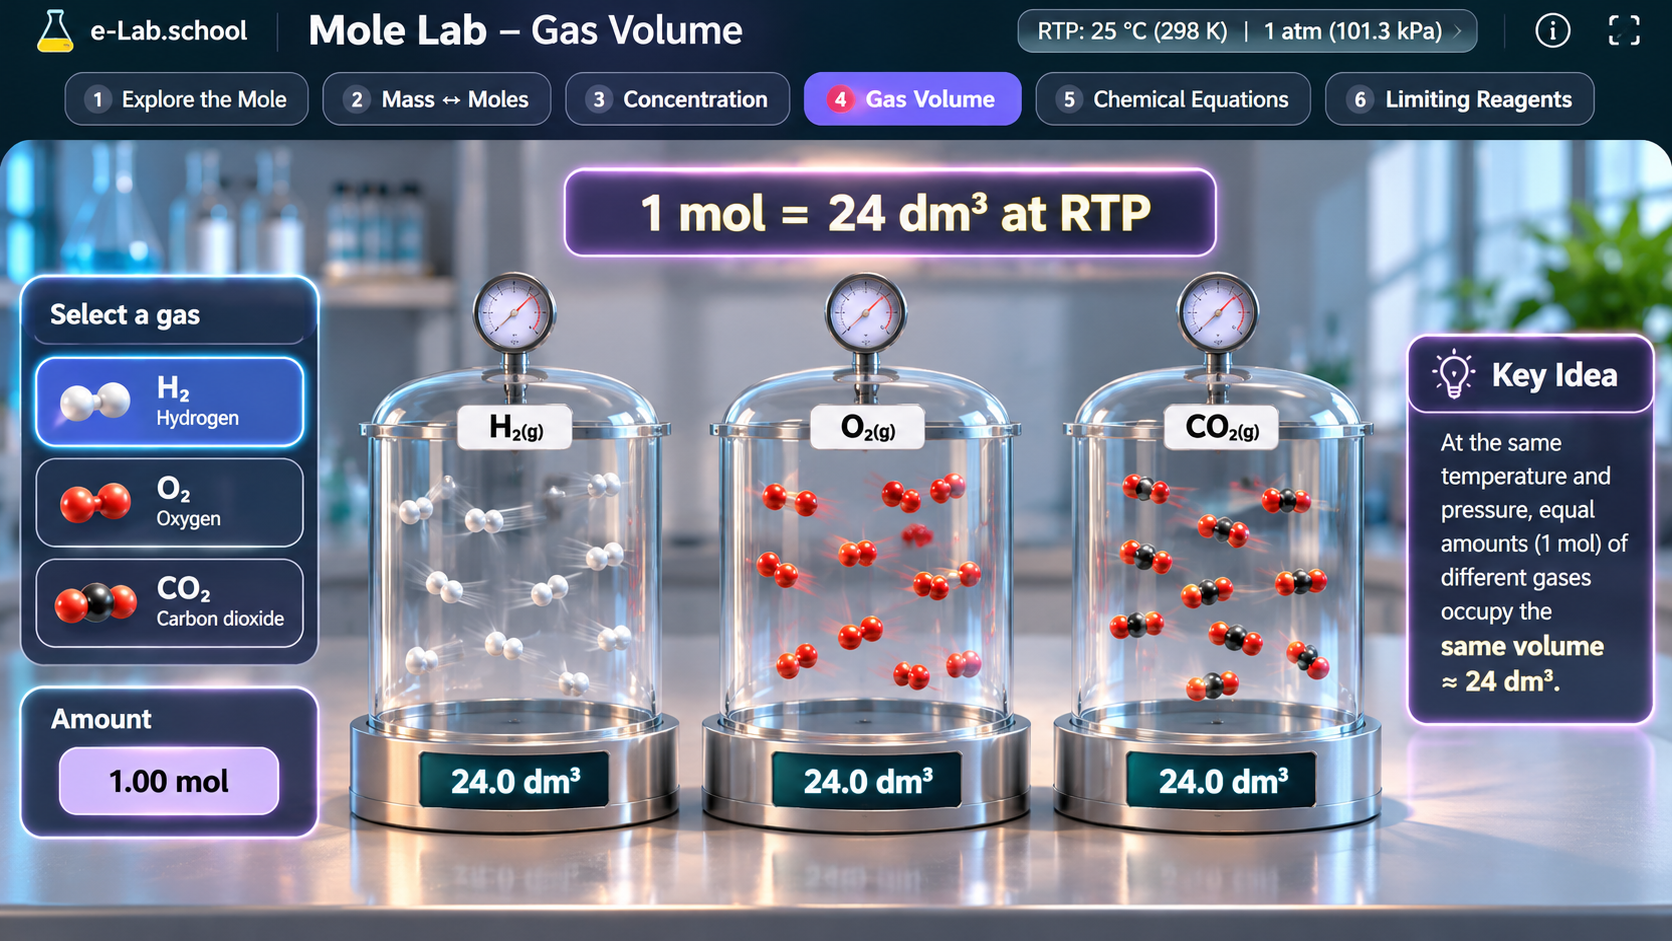 e-Lab.school
Mole Lab – Gas Volume
RTP: 25 °C (298 K) | 1 atm (101.3 kPa)
1 Explore the Mole
2 Mass ↔ Moles
3 Concentration
4 Gas Volume
5 Chemical Equations
6 Limiting Reagents
1 mol = 24 dm³ at RTP
Select a gas
H₂
Hydrogen
O₂
Oxygen
CO₂
Carbon dioxide
Amount
1.00 mol
H₂(g)
O₂(g)
CO₂(g)
24.0 dm³
24.0 dm³
24.0 dm³
Key Idea
At the same
temperature and
pressure, equal
amounts (1 mol) of
different gases
occupy the
same volume
≈ 24 dm³.